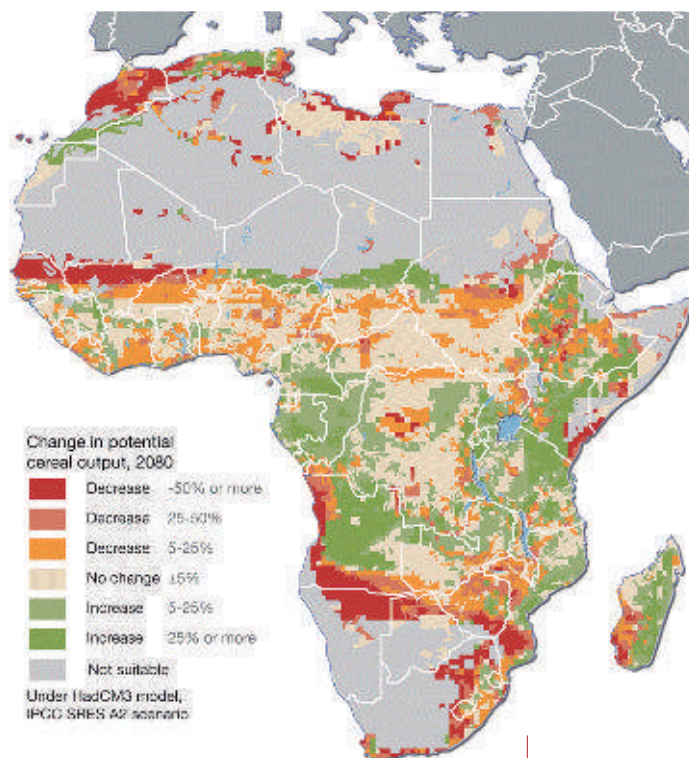 Change in potential
cereal output, 2080
Decrease -50% or more
Decrease 25-50%
Decrease 5-25%
No change ±5%
Increase 5-25%
Increase 25% or more
Not suitable
Under HadCM3 model,
IPCC SRES A2 scenario